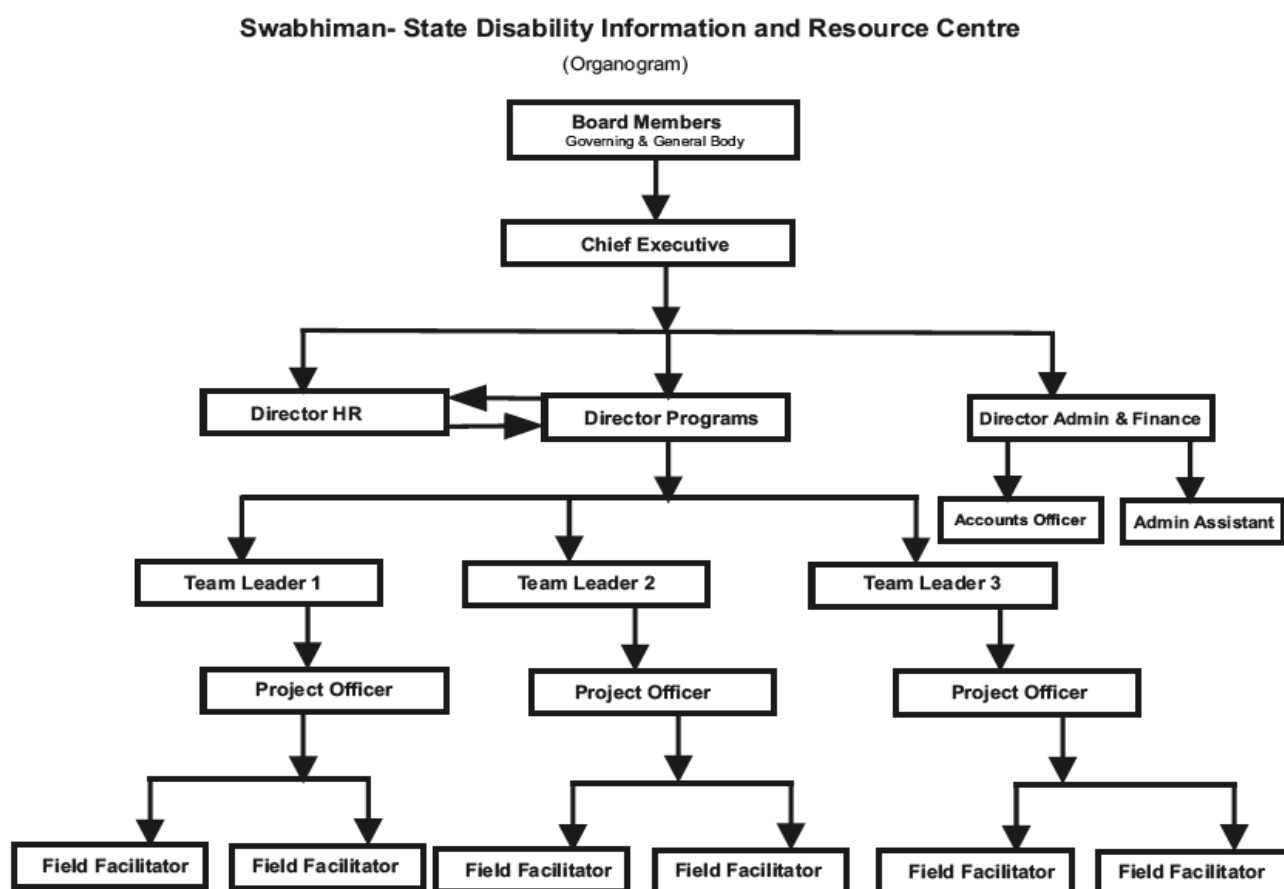 Swabhiman- State Disability Information and Resource Centre
(Organogram)
Board Members
Governing & General Body
Chief Executive
Director HR
Director Programs
Director Admin & Finance
Accounts Officer
Admin Assistant
Team Leader 1
Team Leader 2
Team Leader 3
Project Officer
Project Officer
Project Officer
Field Facilitator
Field Facilitator
Field Facilitator
Field Facilitator
Field Facilitator
Field Facilitator